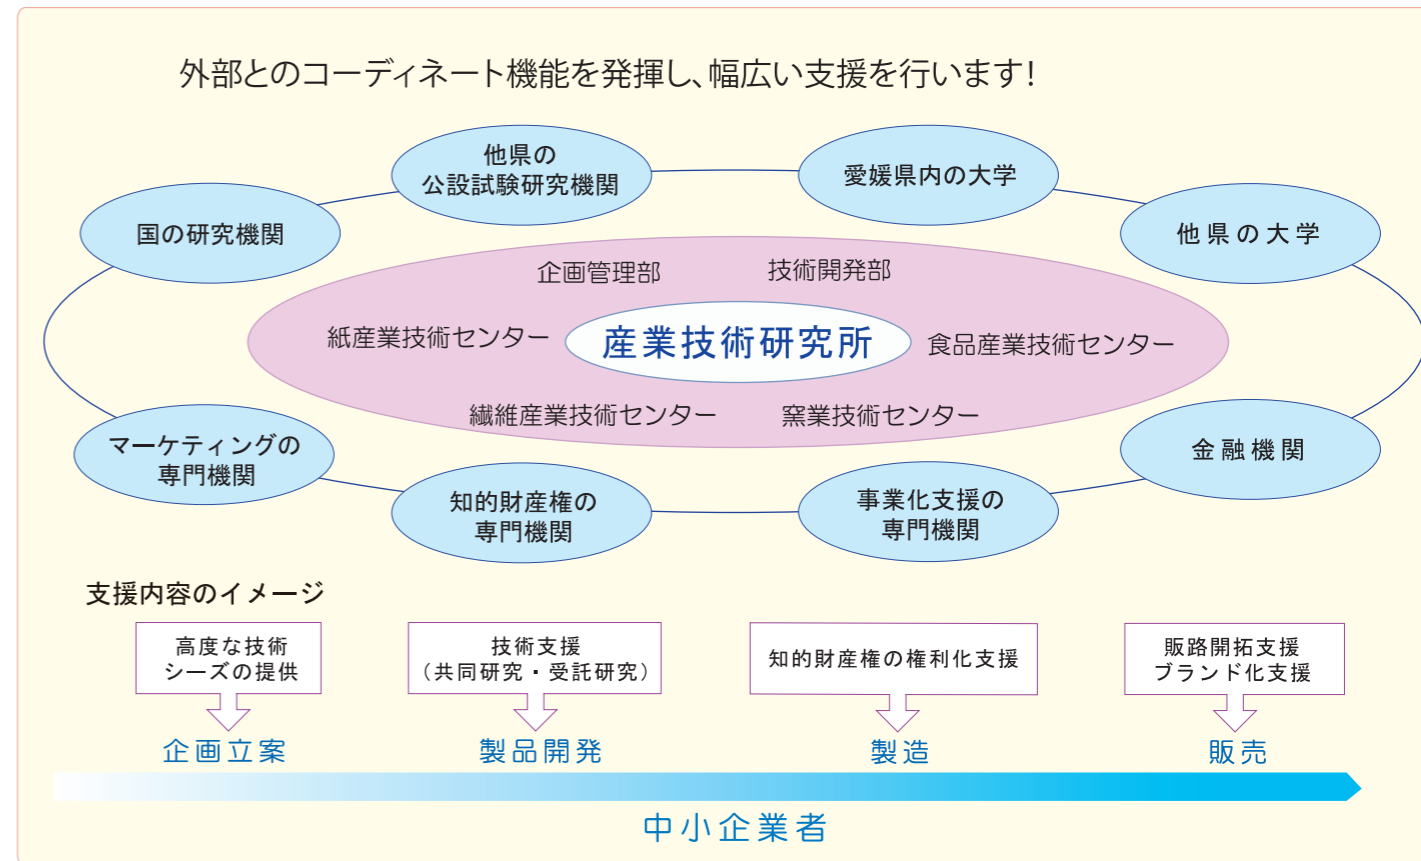 外部とのコーディネート機能を発揮し、幅広い支援を行います！
他県の
公設試験研究機関
愛媛県内の大学
国の研究機関
他県の大学
企画管理部
技術開発部
紙産業技術センター
産業技術研究所
食品産業技術センター
繊維産業技術センター
窯業技術センター
マーケティングの
専門機関
金融機関
知的財産権の
専門機関
事業化支援の
専門機関
支援内容のイメージ
高度な技術
シーズの提供
技術支援
（共同研究・受託研究）
知的財産権の権利化支援
販路開拓支援
ブランド化支援
企画立案
製品開発
製造
販売
中小企業者